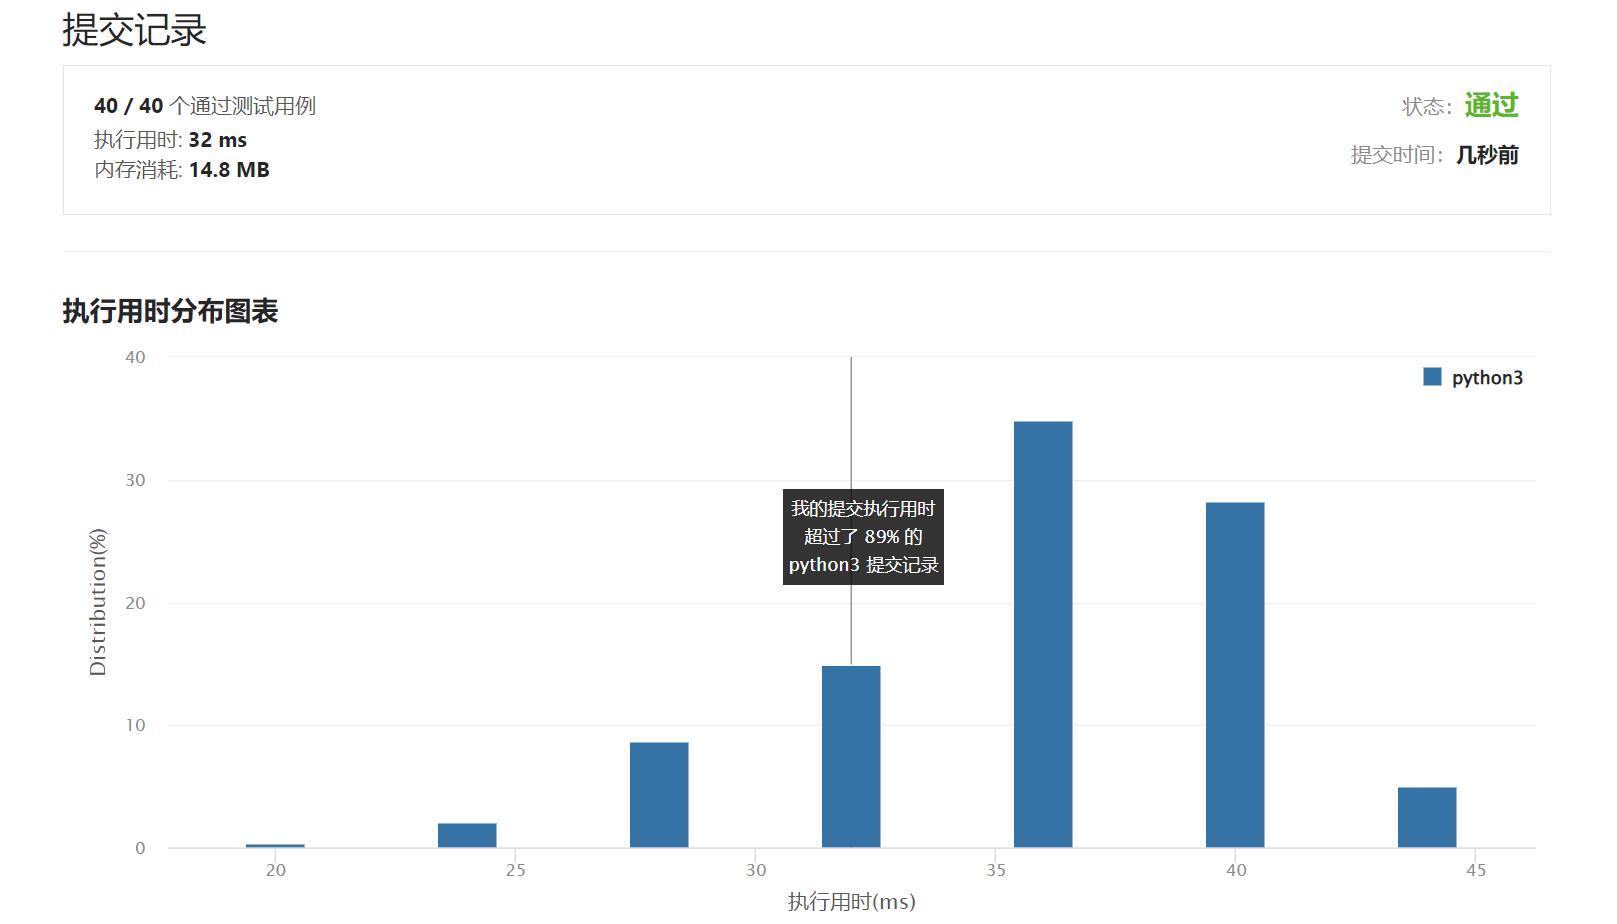 提交记录
40 / 40 个通过测试用例
状态：通过
执行用时: 32 ms
提交时间：几秒前
内存消耗: 14.8 MB
执行用时分布图表
python3
40
30
20
10
0
Distribution(%)
我的提交执行用时
超过了 89% 的
python3 提交记录
20 25 30 35 40 45
执行用时(ms)